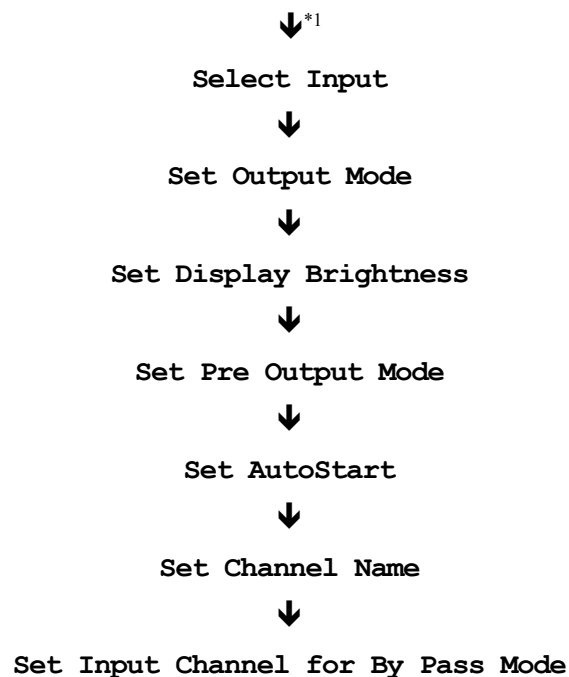 🡻*1
Select Input
🡻
Set Output Mode
🡻
Set Display Brightness
🡻
Set Pre Output Mode
🡻
Set AutoStart
🡻
Set Channel Name
🡻
Set Input Channel for By Pass Mode